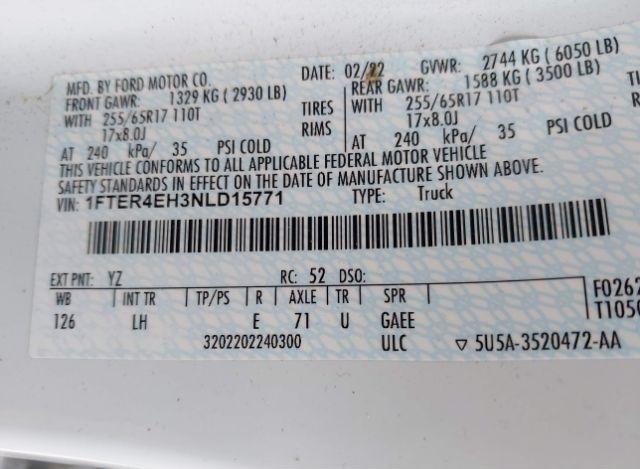 MFD. BY FORD MOTOR CO.
DATE: 02/22 GVWR: 2744 KG ( 6050 LB)
FRONT GAWR: 1329 KG ( 2930 LB) REAR GAWR: 1588 KG ( 3500 LB)
WITH 255/65R17 110T TIRES WITH 255/65R17 110T
17x8.0J RIMS 17x8.0J
AT 240 kPa/ 35 PSI COLD AT 240 kPa/ 35 PSI COLD
THIS VEHICLE CONFORMS TO ALL APPLICABLE FEDERAL MOTOR VEHICLE
SAFETY STANDARDS IN EFFECT ON THE DATE OF MANUFACTURE SHOWN ABOVE.
VIN: 1FTER4EH3NLD15771 TYPE: Truck
EXT PNT: YZ RC: 52 DSO:
WB INT TR TP/PS R AXLE TR SPR
126 LH E 71 U GAEE
3202202240300 ULC ▽ 5U5A-3520472-AA